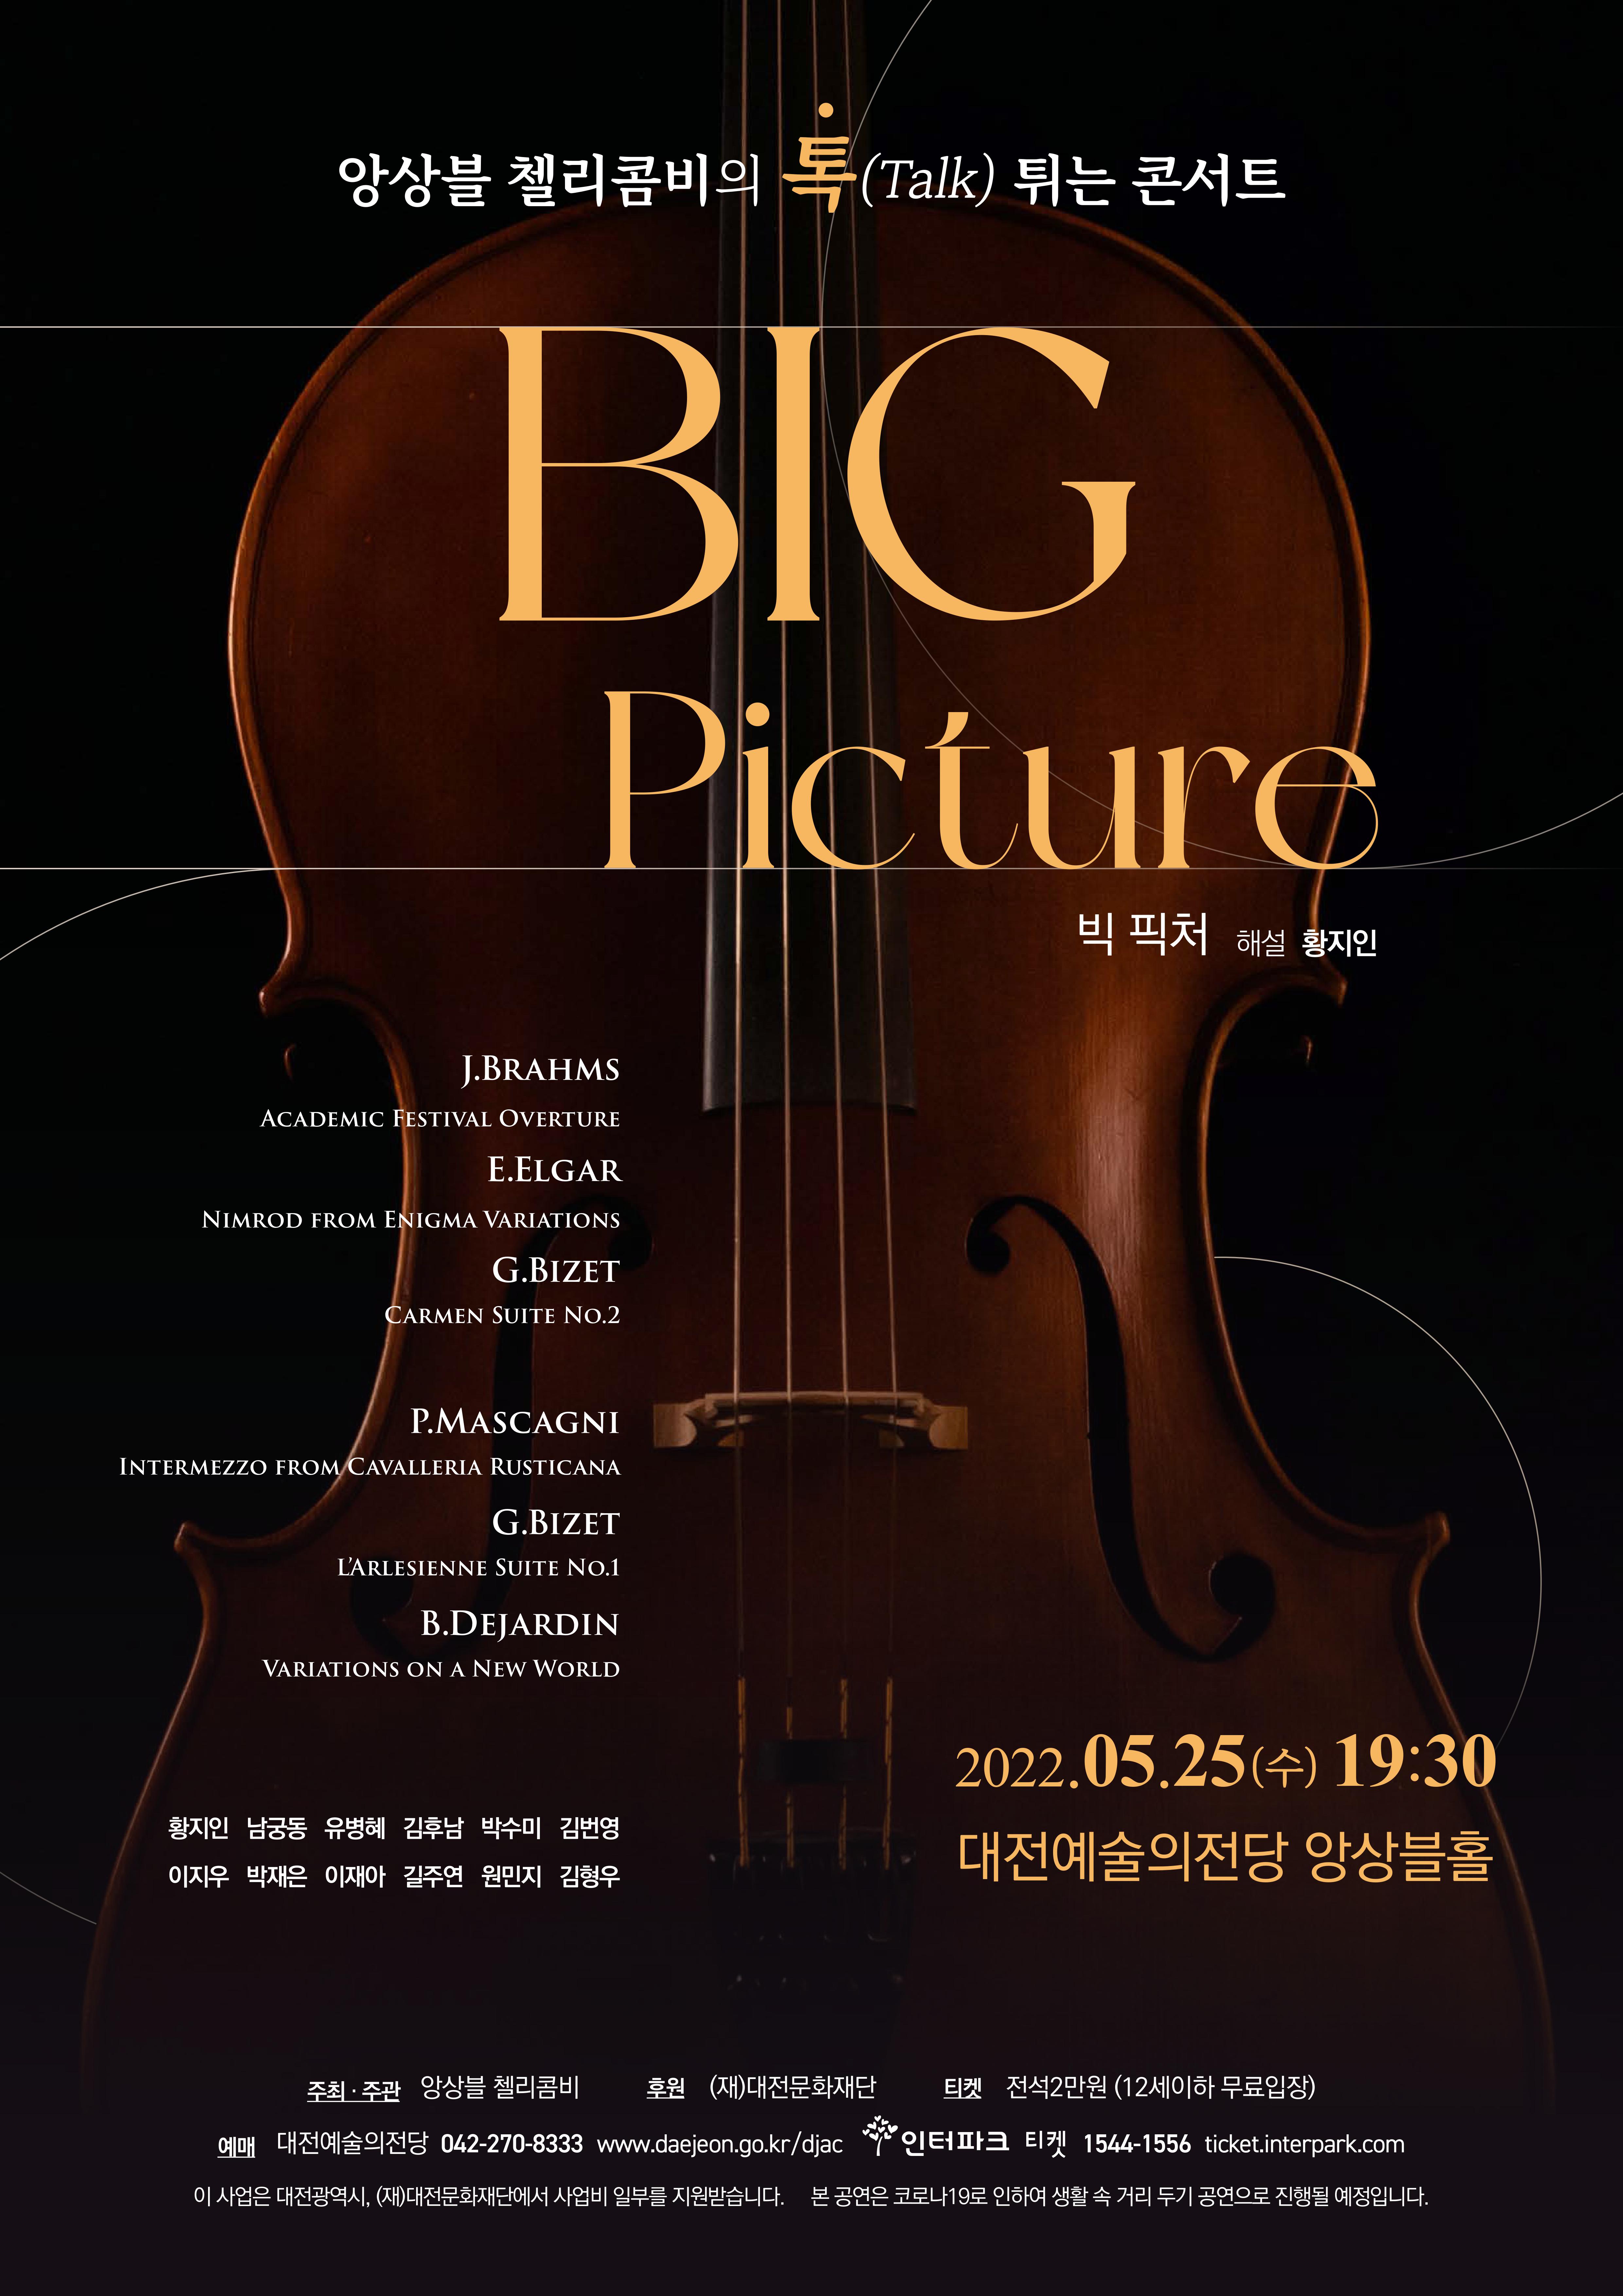 앙상블 첼리콤비의 톡(Talk) 튀는 콘서트
BIG
Picture
빅 픽처 해설 황지인
J.BRAHMS
ACADEMIC FESTIVAL OVERTURE
E.ELGAR
NIMROD FROM ENIGMA VARIATIONS
G.BIZET
CARMEN SUITE NO.2
P.MASCAGNI
INTERMEZZO FROM CAVALLERIA RUSTICANA
G.BIZET
L'ARLESIENNE SUITE NO.1
B.DEJARDIN
VARIATIONS ON A NEW WORLD
2022.05.25(수) 19:30
대전예술의전당 앙상블홀
황지인 남궁동 유병혜 김후남 박수미 김번영
이지우 박재은 이재아 길주연 원민지 김형우
주최·주관 앙상블 첼리콤비 후원 (재)대전문화재단 티켓 전석2만원 (12세이하 무료입장)
예매 대전예술의전당 042-270-8333 www.daejeon.go.kr/djac 인터파크 티켓 1544-1556 ticket.interpark.com
이 사업은 대전광역시, (재)대전문화재단에서 사업비 일부를 지원받습니다. 본 공연은 코로나19로 인하여 생활 속 거리 두기 공연으로 진행될 예정입니다.